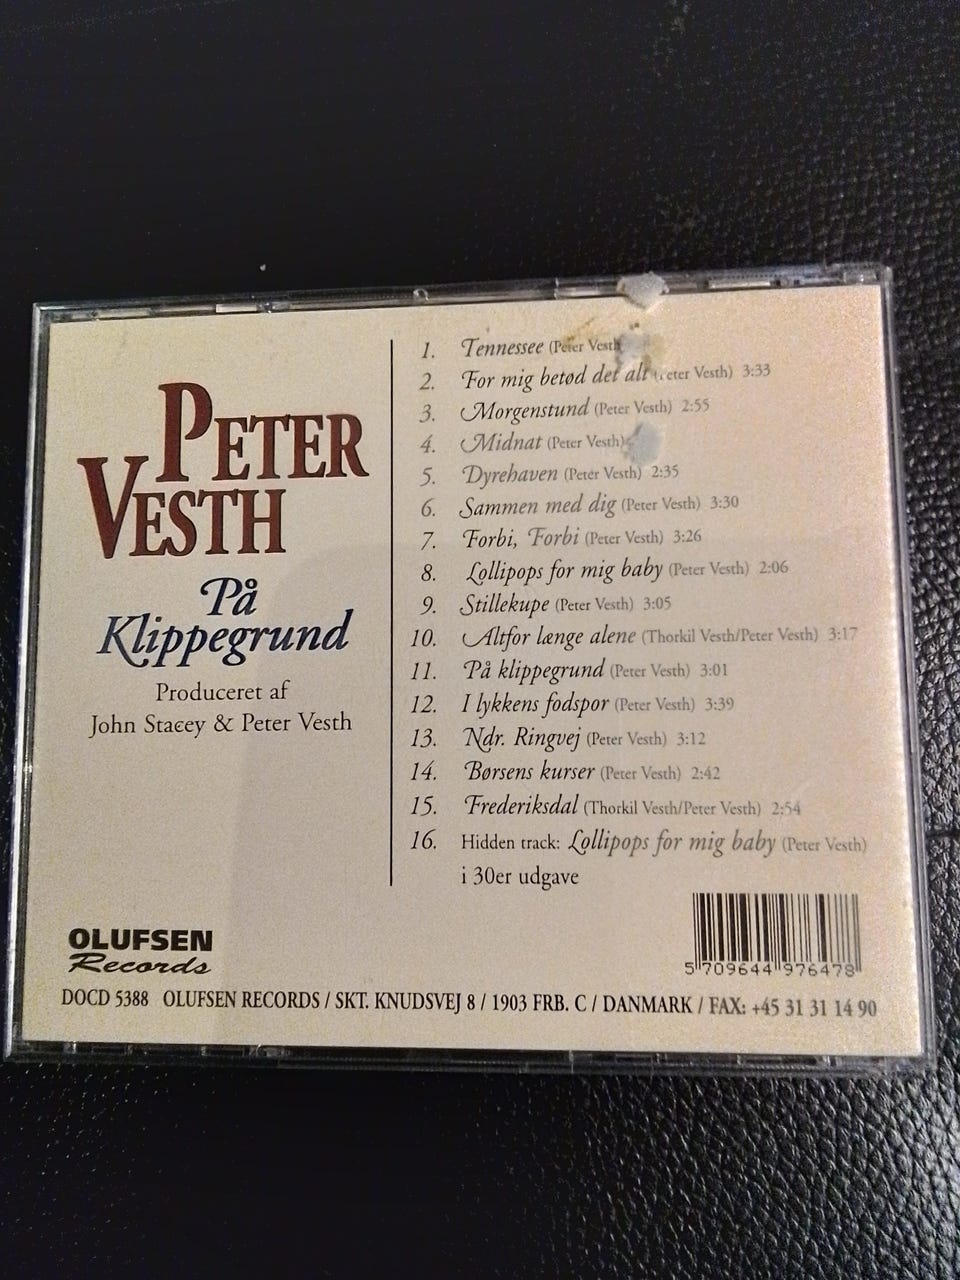 PETER
VESTH
På
Klippegrund
Produceret af
John Stacey & Peter Vesth
1. Tennessee (Peter Vesth
2. For mig betød det alt (Peter Vesth) 3:33
3. Morgenstund (Peter Vesth) 2:55
4. Midnat (Peter Vesth)
5. Dyrehaven (Peter Vesth) 2:35
6. Sammen med dig (Peter Vesth) 3:30
7. Forbi, Forbi (Peter Vesth) 3:26
8. Lollipops for mig baby (Peter Vesth) 2:06
9. Stillekupe (Peter Vesth) 3:05
10. Altfor længe alene (Thorkil Vesth/Peter Vesth) 3:17
11. På klippegrund (Peter Vesth) 3:01
12. I lykkens fodspor (Peter Vesth) 3:39
13. Ndr. Ringvej (Peter Vesth) 3:12
14. Børsens kurser (Peter Vesth) 2:42
15. Frederiksdal (Thorkil Vesth/Peter Vesth) 2:54
16. Hidden track: Lollipops for mig baby (Peter Vesth)
i 30er udgave
OLUFSEN
Records
5 709644 976478
DOCD 5388 OLUFSEN RECORDS / SKT. KNUDSVEJ 8 / 1903 FRB. C / DANMARK / FAX: +45 31 31 14 90